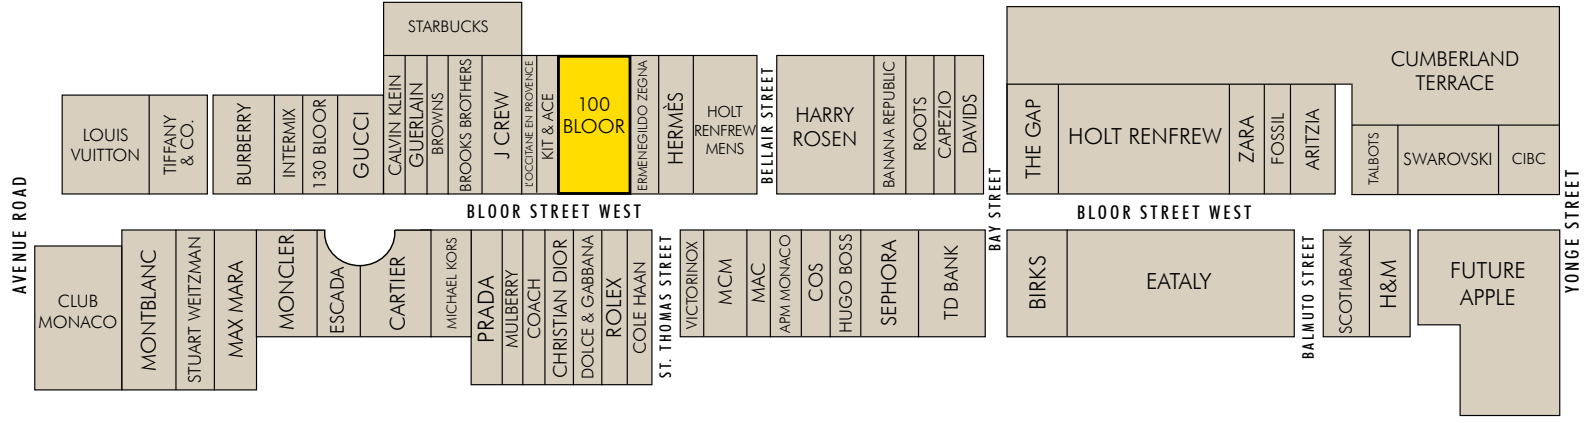 STARBUCKS
LOUIS
VUITTON
TIFFANY
& CO.
BURBERRY
INTERMIX
130 BLOOR
GUCCI
CALVIN KLEIN
GUERLAIN
BROWNS
BROOKS BROTHERS
J CREW
L'OCCITANE EN PROVENCE
KIT & ACE
100
BLOOR
ERMENEGILDO ZEGNA
HERMÈS
HOLT
RENFREW
MENS
BELLAIR STREET
HARRY
ROSEN
BANANA REPUBLIC
ROOTS
CAPEZIO
DAVIDS
BAY STREET
THE GAP
HOLT RENFREW
ZARA
FOSSIL
ARITZIA
CUMBERLAND
TERRACE
TALBOTS
SWAROVSKI
CIBC
AVENUE ROAD
BLOOR STREET WEST
BLOOR STREET WEST
YONGE STREET
CLUB
MONACO
MONTBLANC
STUART WEITZMAN
MAX MARA
MONCLER
ESCADA
CARTIER
MICHAEL KORS
PRADA
MULBERRY
COACH
CHRISTIAN DIOR
DOLCE & GABBANA
ROLEX
COLE HAAN
ST. THOMAS STREET
VICTORINOX
MCM
MAC
APM MONACO
COS
HUGO BOSS
SEPHORA
TD BANK
BIRKS
EATALY
BALMUTO STREET
SCOTIABANK
H&M
FUTURE
APPLE